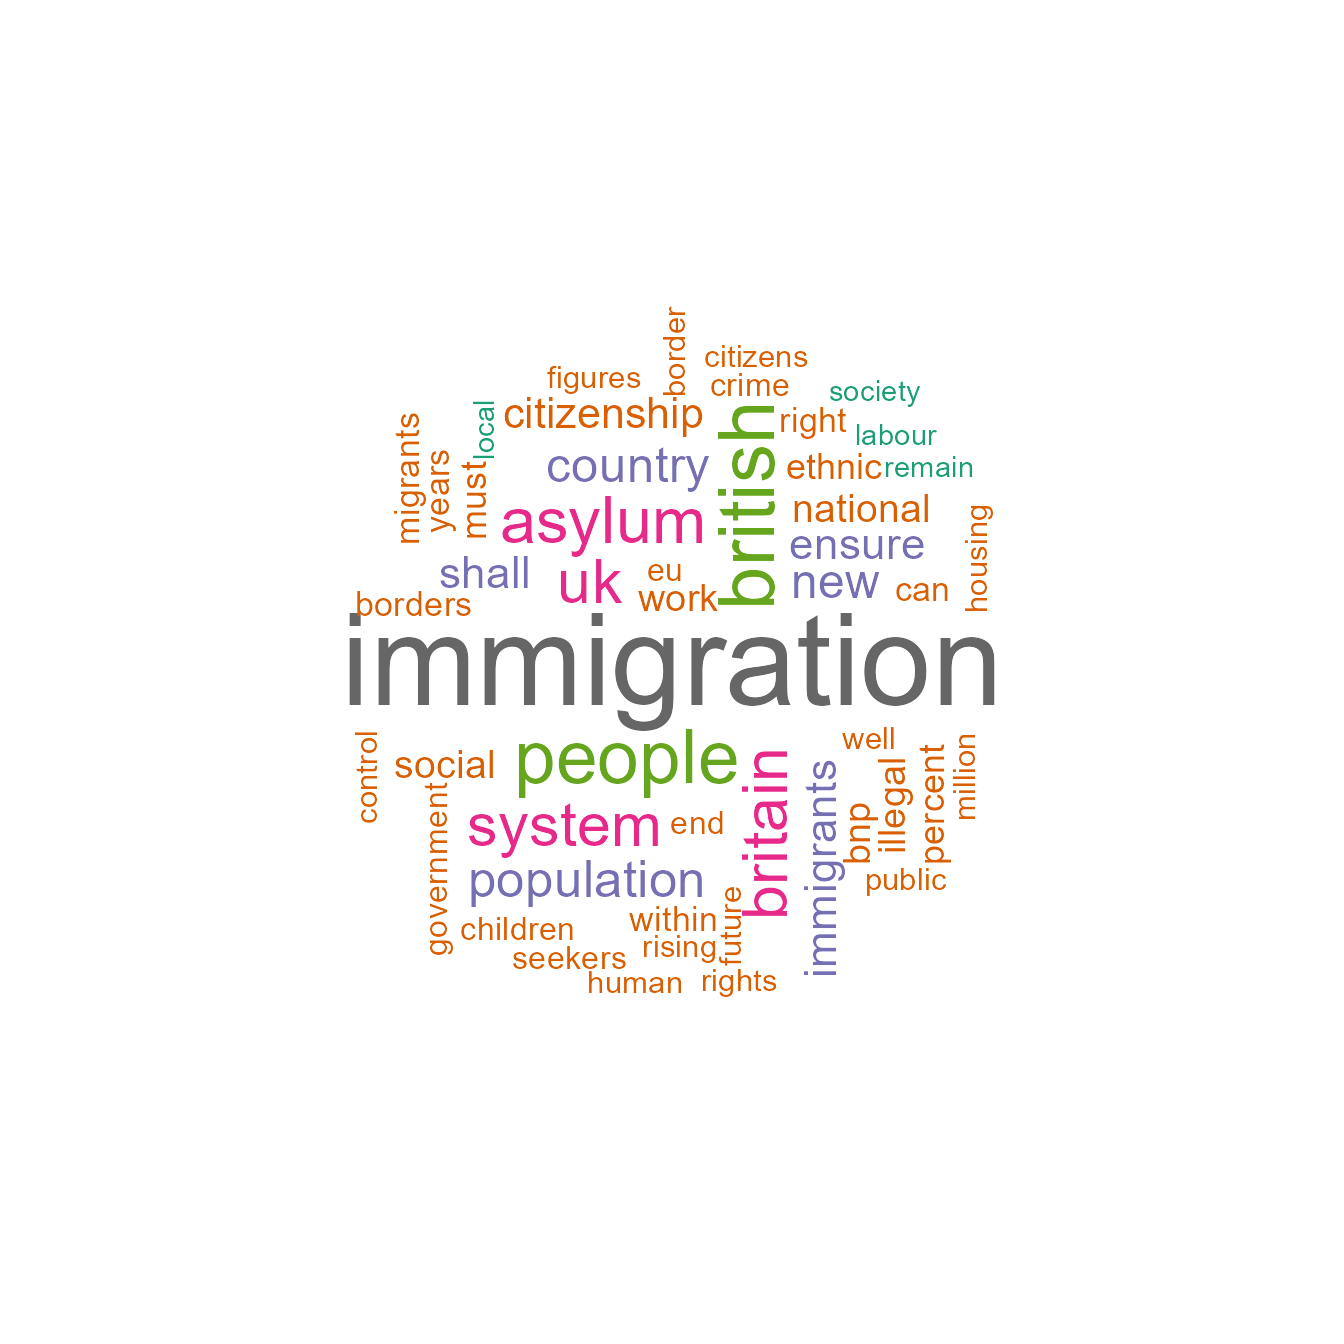 border
citizens
figures
crime
society
local
citizenship
british
right
labour
migrants
years
must
country
ethnic
remain
asylum
national
housing
ensure
shall
uk
eu
new
can
borders
work
immigration
control
social
people
well
million
britain
immigrants
illegal
percent
government
system
end
bnp
population
public
children
within
future
rising
seekers
human
rights